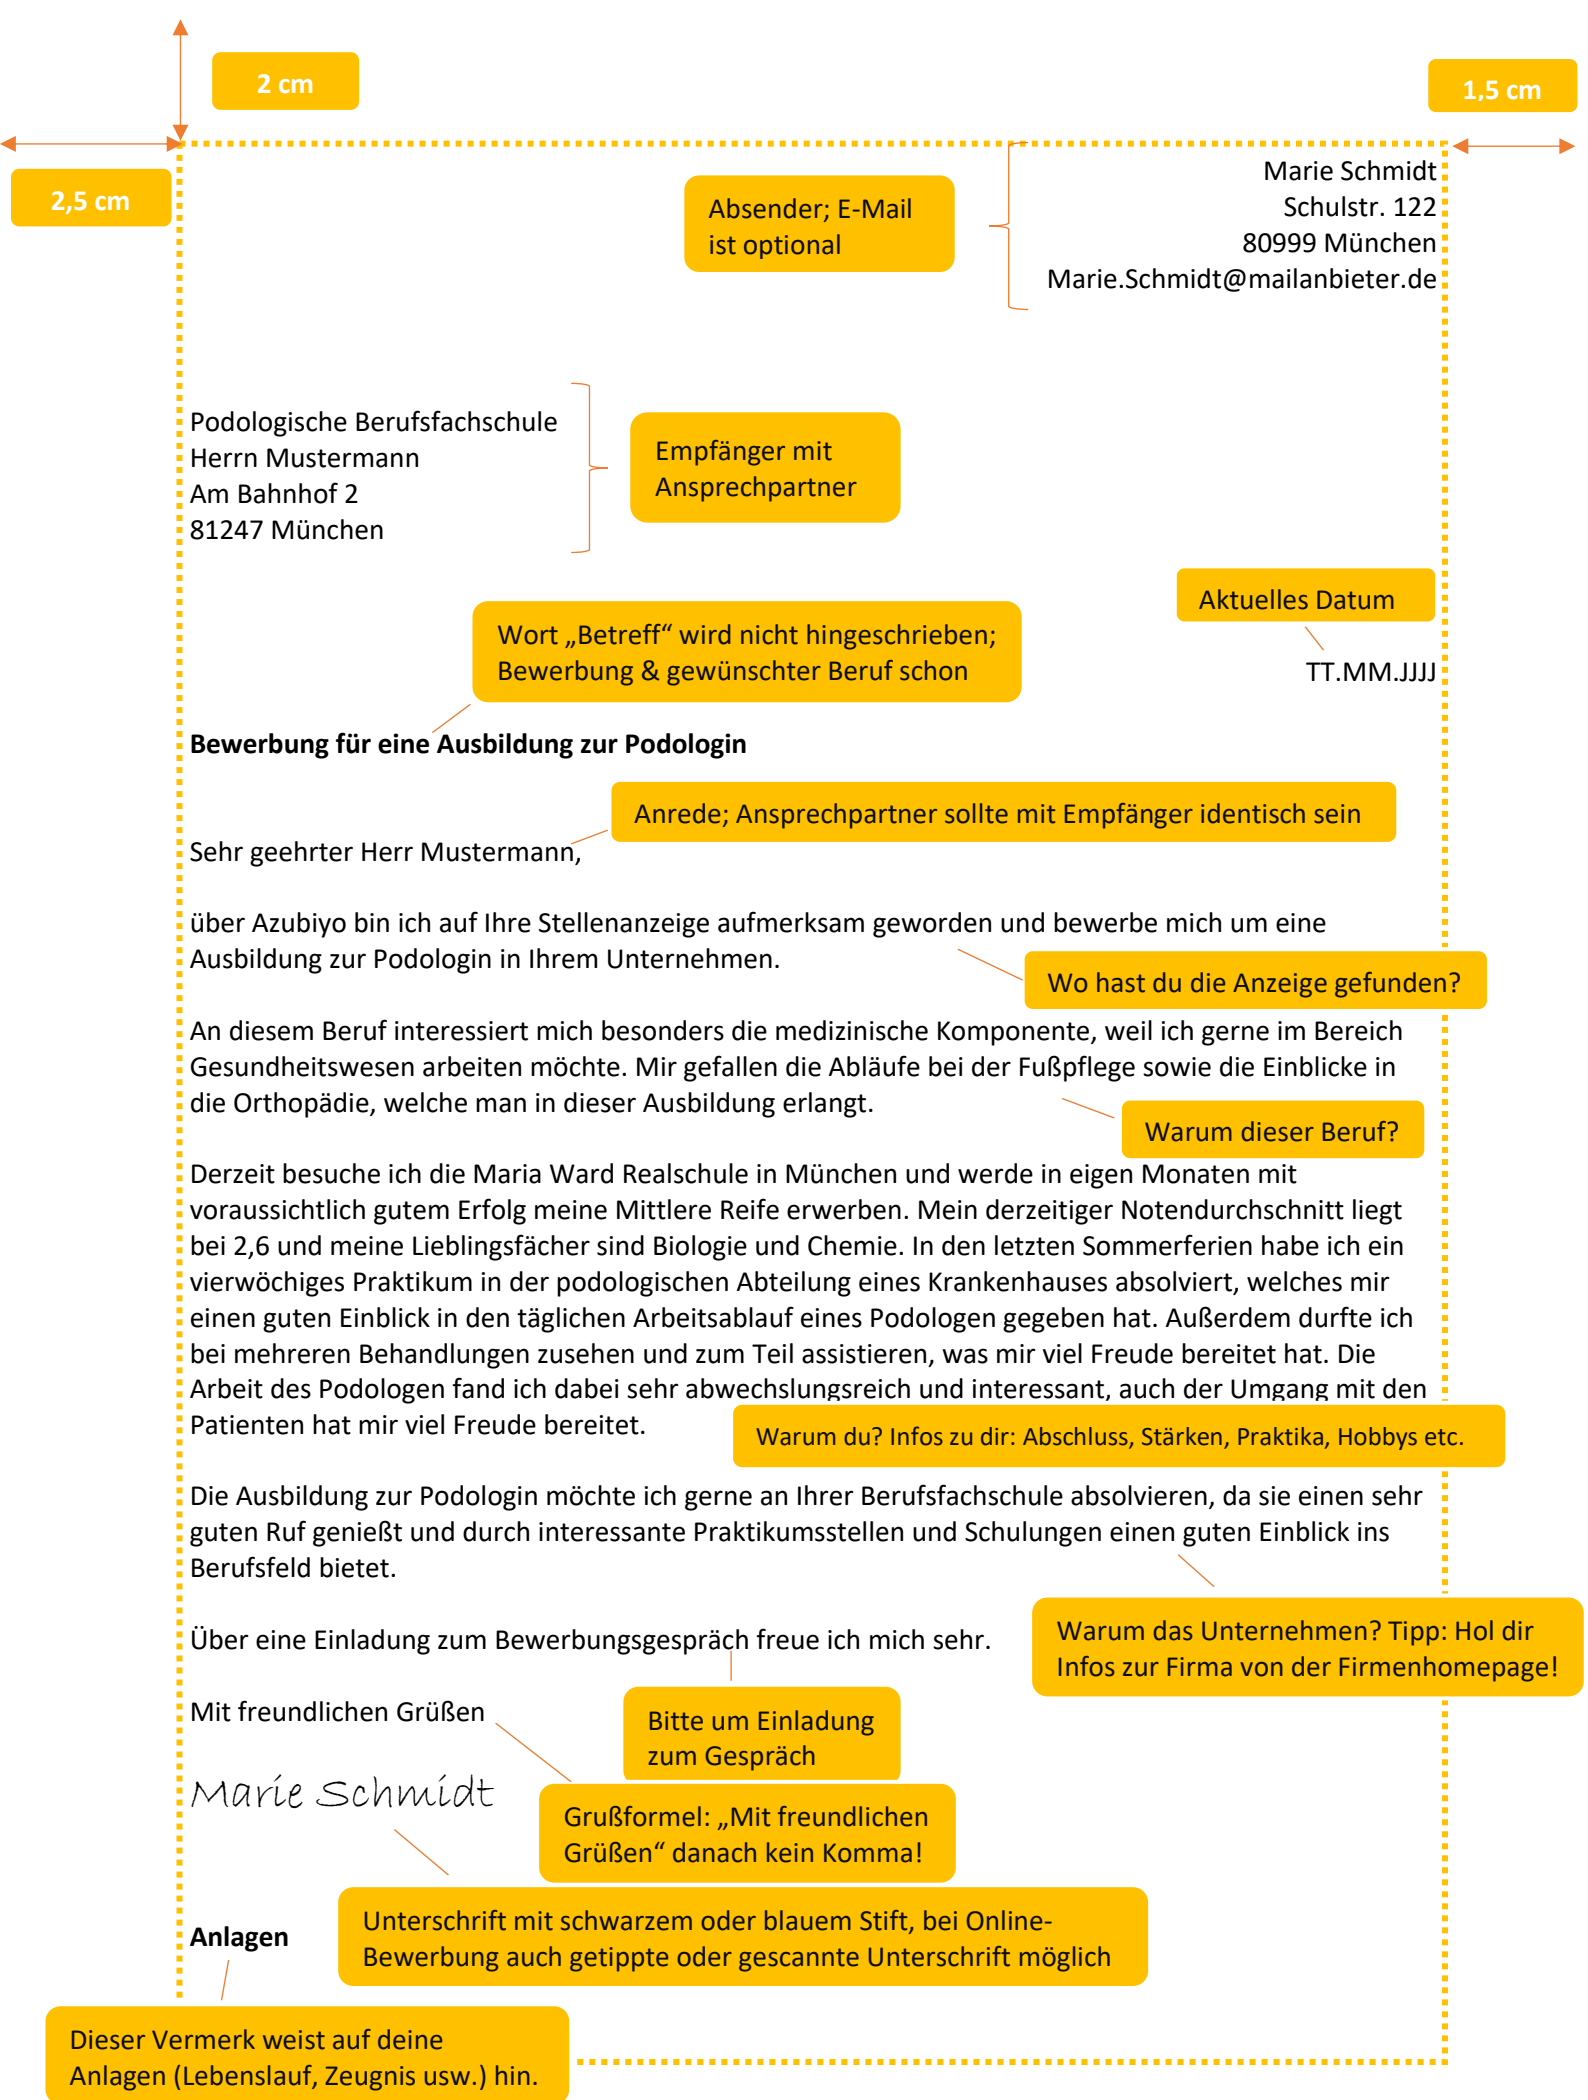 2 cm
1,5 cm
2,5 cm
Absender; E-Mail
ist optional
Marie Schmidt
Schulstr. 122
80999 München
Marie.Schmidt@mailanbieter.de
Podologische Berufsfachschule
Herrn Mustermann
Am Bahnhof 2
81247 München
Empfänger mit
Ansprechpartner
Aktuelles Datum
TT.MM.JJJJ
Wort „Betreff“ wird nicht hingeschrieben;
Bewerbung & gewünschter Beruf schon
Bewerbung für eine Ausbildung zur Podologin
Anrede; Ansprechpartner sollte mit Empfänger identisch sein
Sehr geehrter Herr Mustermann,
über Azubiyo bin ich auf Ihre Stellenanzeige aufmerksam geworden und bewerbe mich um eine
Ausbildung zur Podologin in Ihrem Unternehmen.
Wo hast du die Anzeige gefunden?
An diesem Beruf interessiert mich besonders die medizinische Komponente, weil ich gerne im Bereich
Gesundheitswesen arbeiten möchte. Mir gefallen die Abläufe bei der Fußpflege sowie die Einblicke in
die Orthopädie, welche man in dieser Ausbildung erlangt.
Warum dieser Beruf?
Derzeit besuche ich die Maria Ward Realschule in München und werde in eigen Monaten mit
voraussichtlich gutem Erfolg meine Mittlere Reife erwerben. Mein derzeitiger Notendurchschnitt liegt
bei 2,6 und meine Lieblingsfächer sind Biologie und Chemie. In den letzten Sommerferien habe ich ein
vierwöchiges Praktikum in der podologischen Abteilung eines Krankenhauses absolviert, welches mir
einen guten Einblick in den täglichen Arbeitsablauf eines Podologen gegeben hat. Außerdem durfte ich
bei mehreren Behandlungen zusehen und zum Teil assistieren, was mir viel Freude bereitet hat. Die
Arbeit des Podologen fand ich dabei sehr abwechslungsreich und interessant, auch der Umgang mit den
Patienten hat mir viel Freude bereitet.
Warum du? Infos zu dir: Abschluss, Stärken, Praktika, Hobbys etc.
Die Ausbildung zur Podologin möchte ich gerne an Ihrer Berufsfachschule absolvieren, da sie einen sehr
guten Ruf genießt und durch interessante Praktikumsstellen und Schulungen einen guten Einblick ins
Berufsfeld bietet.
Warum das Unternehmen? Tipp: Hol dir
Infos zur Firma von der Firmenhomepage!
Über eine Einladung zum Bewerbungsgespräch freue ich mich sehr.
Bitte um Einladung
zum Gespräch
Mit freundlichen Grüßen
Grußformel: „Mit freundlichen
Grüßen“ danach kein Komma!
Marie Schmidt
Unterschrift mit schwarzem oder blauem Stift, bei Online-
Bewerbung auch getippte oder gescannte Unterschrift möglich
Anlagen
Dieser Vermerk weist auf deine
Anlagen (Lebenslauf, Zeugnis usw.) hin.